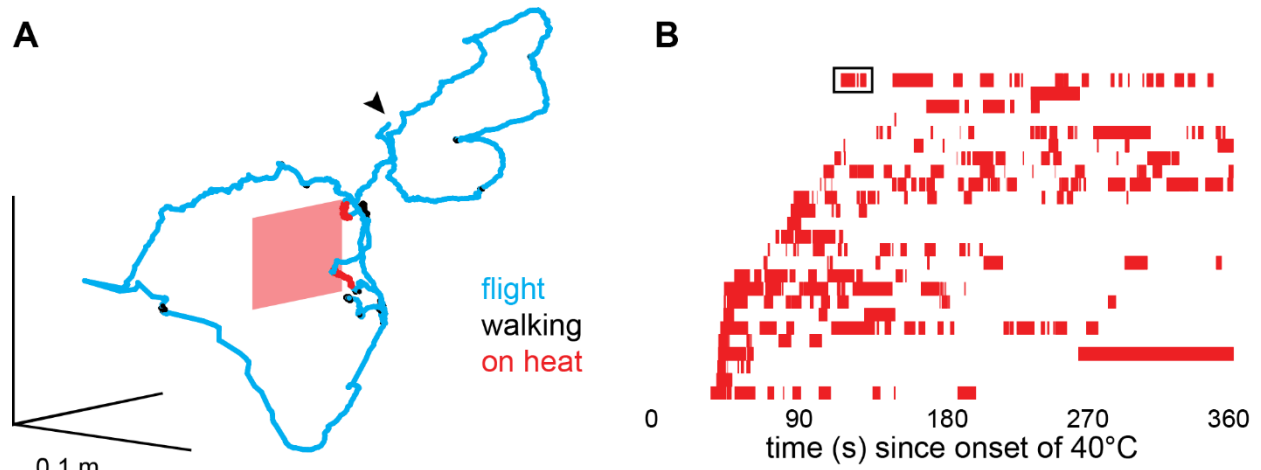 A
B
flight
walking
on heat
0.1 m
0 90 180 270 360
time (s) since onset of 40°C